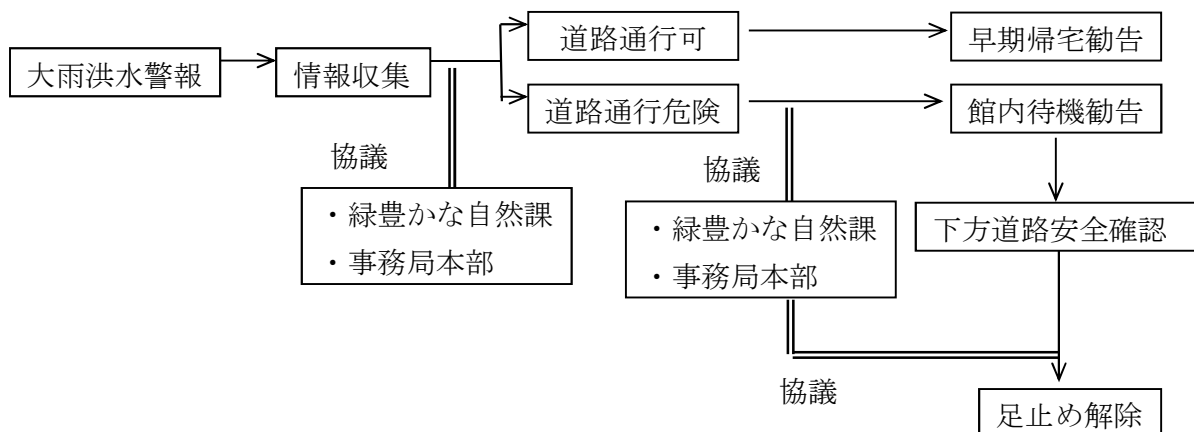 道路通行可
早期帰宅勧告
大雨洪水警報
情報収集
道路通行危険
館内待機勧告
協議
協議
・緑豊かな自然課
・事務局本部
・緑豊かな自然課
・事務局本部
下方道路安全確認
協議
足止め解除